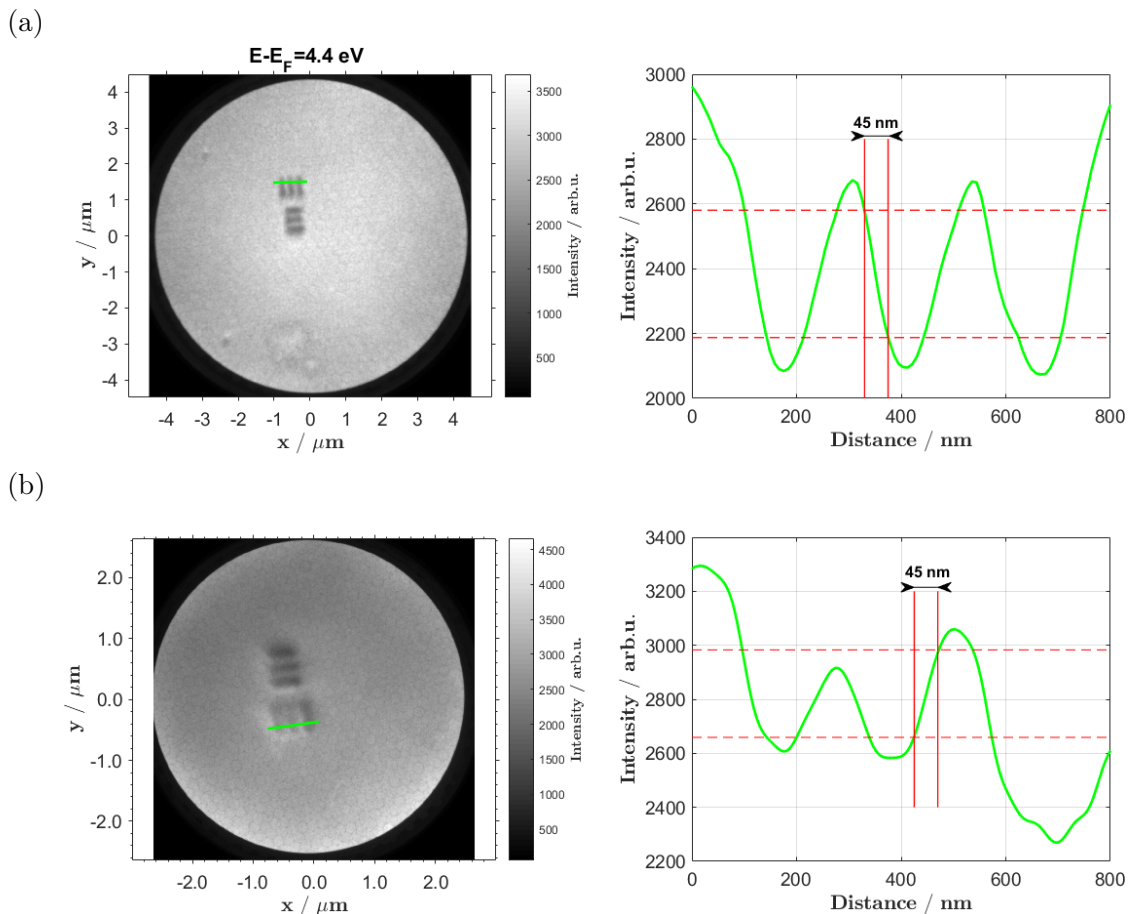 (a)
E-E_F=4.4 eV
4
3
2
1
0
-1
-2
-3
-4
y / μm
-4 -3 -2 -1 0 1 2 3 4
x / μm
3500
3000
2500
2000
1500
1000
500
Intensity / arb.u.
3000
2800
2600
2400
2200
2000
Intensity / arb.u.
45 nm
0 200 400 600 800
Distance / nm
(b)
2.0
1.0
0.0
-1.0
-2.0
y / μm
-2.0 -1.0 0.0 1.0 2.0
x / μm
4500
4000
3500
3000
2500
2000
1500
1000
500
Intensity / arb.u.
3400
3200
3000
2800
2600
2400
2200
Intensity / arb.u.
45 nm
0 200 400 600 800
Distance / nm